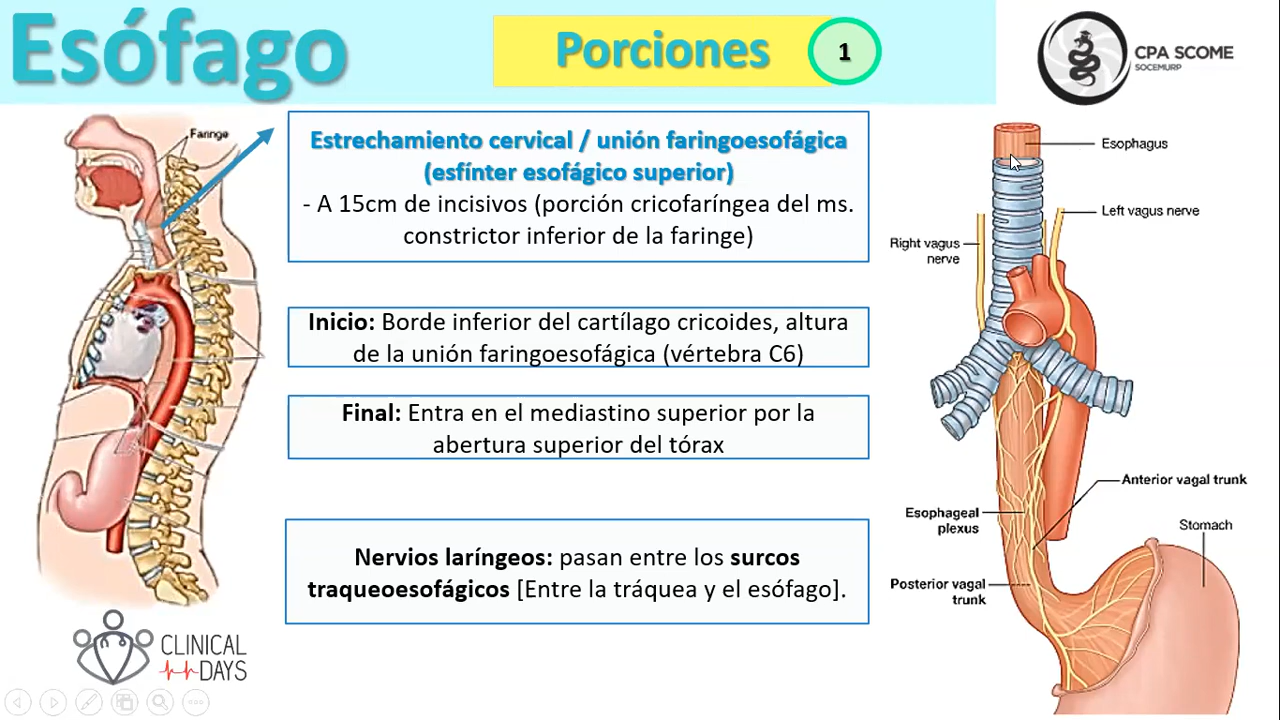 Esófago
Porciones
1
CPA SCOME
SOCEMURP
Faringe
Estrechamiento cervical / unión faringoesofágica
(esfínter esofágico superior)
- A 15cm de incisivos (porción cricofaríngea del ms.
constrictor inferior de la faringe)
Inicio: Borde inferior del cartílago cricoides, altura
de la unión faringoesofágica (vértebra C6)
Final: Entra en el mediastino superior por la
abertura superior del tórax
Nervios laríngeos: pasan entre los surcos
traqueoesofágicos [Entre la tráquea y el esófago].
Esophagus
Left vagus nerve
Right vagus
nerve
Anterior vagal trunk
Esophageal
plexus
Stomach
Posterior vagal
trunk
CLINICAL
DAYS